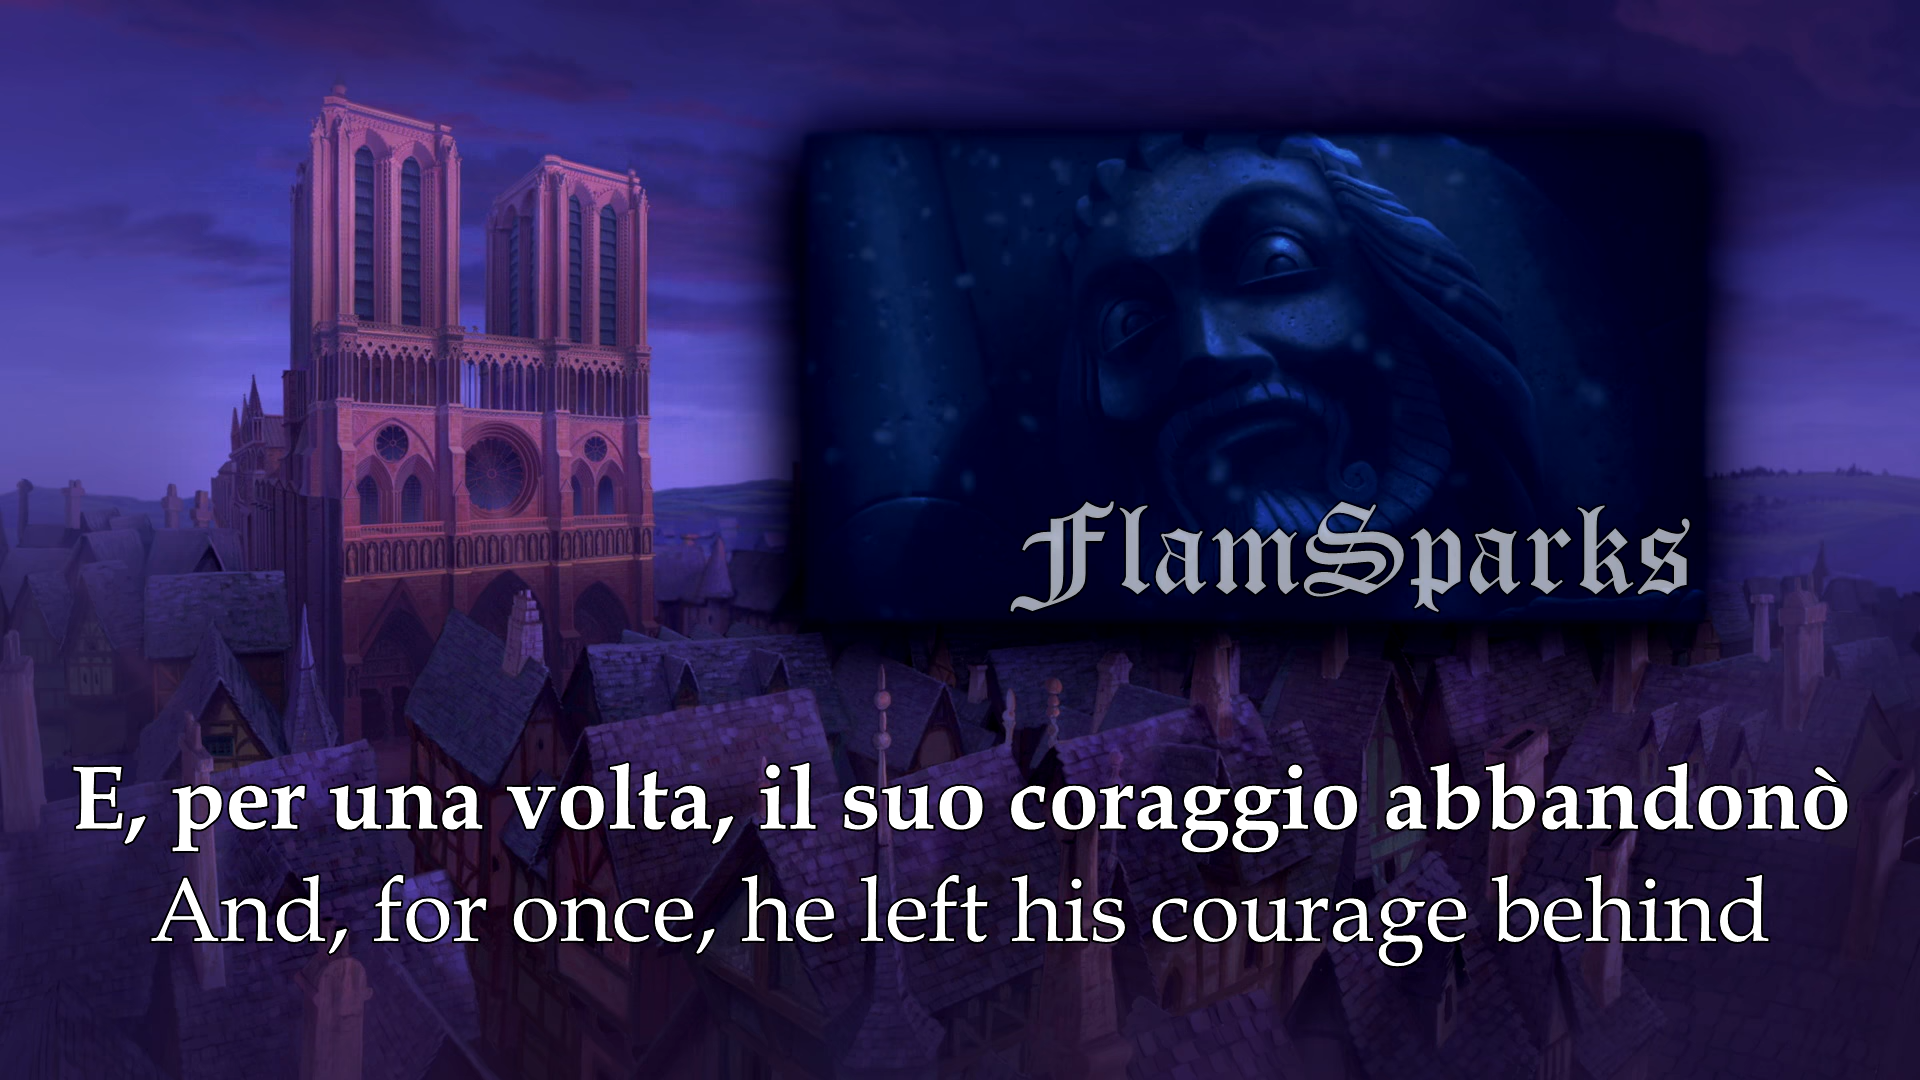 FlamSparks
E, per una volta, il suo coraggio abbandonò
And, for once, he left his courage behind